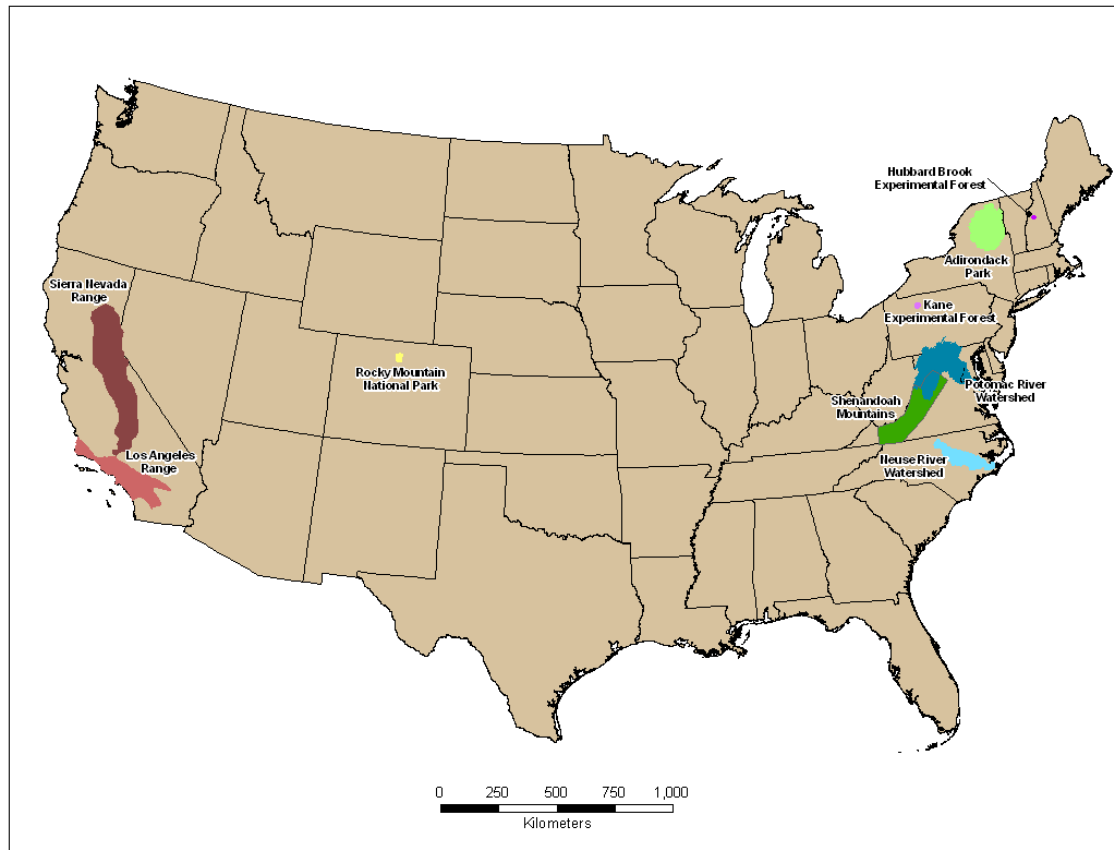 Hubbard Brook
Experimental Forest
Adirondack
Park
Sierra Nevada
Range
Kane
Experimental Forest
Rocky Mountain
National Park
Potomac River
Watershed
Shenandoah
Mountains
Los Angeles
Range
Neuse River
Watershed
0 250 500 750 1,000
Kilometers